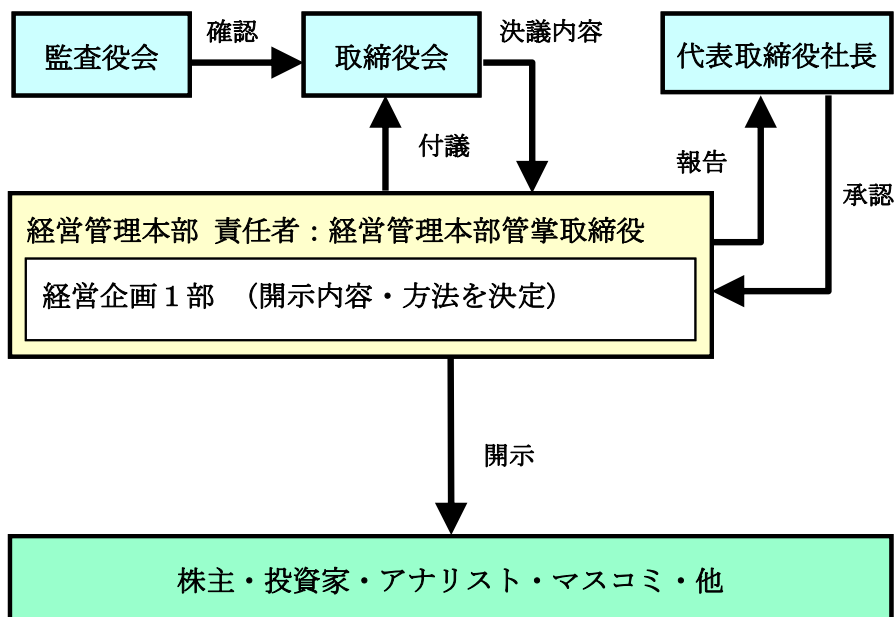 監査役会
確認
取締役会
決議内容
代表取締役社長
付議
報告
承認
経営管理本部 責任者：経営管理本部管掌取締役
経営企画１部 （開示内容・方法を決定）
開示
株主・投資家・アナリスト・マスコミ・他